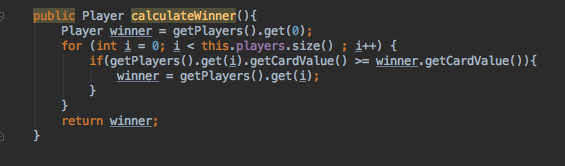 public Player calculateWinner(){
    Player winner = getPlayers().get(0);
    for (int i = 0; i < this.players.size() ; i++) {
        if(getPlayers().get(i).getCardValue() >= winner.getCardValue()){
            winner = getPlayers().get(i);
        }
    }
    return winner;
}